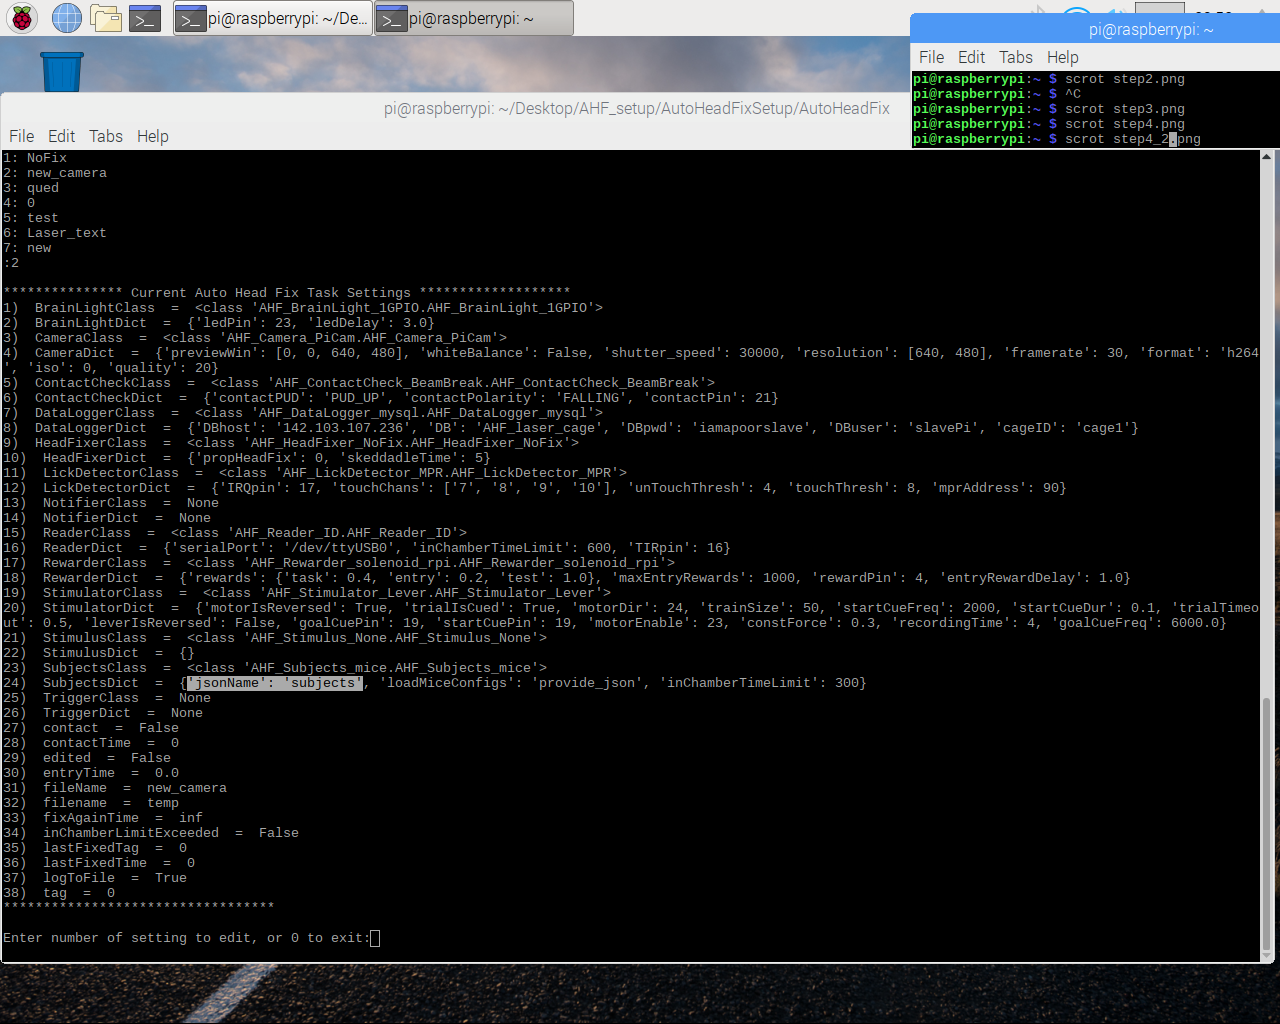 pi@raspberrypi: ~/De...
pi@raspberrypi: ~
pi@raspberrypi: ~
File Edit Tabs Help
pi@raspberrypi:~ $ scrot step2.png
pi@raspberrypi:~ $ ^C
pi@raspberrypi:~ $ scrot step3.png
pi@raspberrypi:~ $ scrot step4.png
pi@raspberrypi:~ $ scrot step4_2.png
pi@raspberrypi: ~/Desktop/AHF_setup/AutoHeadFixSetup/AutoHeadFix
File Edit Tabs Help
1: NoFix
2: new_camera
3: qued
4: 0
5: test
6: Laser_text
7: new
:2
*************** Current Auto Head Fix Task Settings *******************
1)  BrainLightClass  =  <class 'AHF_BrainLight_1GPIO.AHF_BrainLight_1GPIO'>
2)  BrainLightDict  =  {'ledPin': 23, 'ledDelay': 3.0}
3)  CameraClass  =  <class 'AHF_Camera_PiCam.AHF_Camera_PiCam'>
4)  CameraDict  =  {'previewWin': [0, 0, 640, 480], 'whiteBalance': False, 'shutter_speed': 30000, 'resolution': [640, 480], 'framerate': 30, 'format': 'h264
', 'iso': 0, 'quality': 20}
5)  ContactCheckClass  =  <class 'AHF_ContactCheck_BeamBreak.AHF_ContactCheck_BeamBreak'>
6)  ContactCheckDict  =  {'contactPUD': 'PUD_UP', 'contactPolarity': 'FALLING', 'contactPin': 21}
7)  DataLoggerClass  =  <class 'AHF_DataLogger_mysql.AHF_DataLogger_mysql'>
8)  DataLoggerDict  =  {'DBhost': '142.103.107.236', 'DB': 'AHF_laser_cage', 'DBpwd': 'iamapoorslave', 'DBuser': 'slavePi', 'cageID': 'cage1'}
9)  HeadFixerClass  =  <class 'AHF_HeadFixer_NoFix.AHF_HeadFixer_NoFix'>
10)  HeadFixerDict  =  {'propHeadFix': 0, 'skeddadleTime': 5}
11)  LickDetectorClass  =  <class 'AHF_LickDetector_MPR.AHF_LickDetector_MPR'>
12)  LickDetectorDict  =  {'IRQpin': 17, 'touchChans': ['7', '8', '9', '10'], 'unTouchThresh': 4, 'touchThresh': 8, 'mprAddress': 90}
13)  NotifierClass  =  None
14)  NotifierDict  =  None
15)  ReaderClass  =  <class 'AHF_Reader_ID.AHF_Reader_ID'>
16)  ReaderDict  =  {'serialPort': '/dev/ttyUSB0', 'inChamberTimeLimit': 600, 'TIRpin': 16}
17)  RewarderClass  =  <class 'AHF_Rewarder_solenoid_rpi.AHF_Rewarder_solenoid_rpi'>
18)  RewarderDict  =  {'rewards': {'task': 0.4, 'entry': 0.2, 'test': 1.0}, 'maxEntryRewards': 1000, 'rewardPin': 4, 'entryRewardDelay': 1.0}
19)  StimulatorClass  =  <class 'AHF_Stimulator_Lever.AHF_Stimulator_Lever'>
20)  StimulatorDict  =  {'motorIsReversed': True, 'trialIsCued': True, 'motorDir': 24, 'trainSize': 50, 'startCueFreq': 2000, 'startCueDur': 0.1, 'trialTimeo
ut': 0.5, 'leverIsReversed': False, 'goalCuePin': 19, 'startCuePin': 19, 'motorEnable': 23, 'constForce': 0.3, 'recordingTime': 4, 'goalCueFreq': 6000.0}
21)  StimulusClass  =  <class 'AHF_Stimulus_None.AHF_Stimulus_None'>
22)  StimulusDict  =  {}
23)  SubjectsClass  =  <class 'AHF_Subjects_mice.AHF_Subjects_mice'>
24)  SubjectsDict  =  {'jsonName': 'subjects', 'loadMiceConfigs': 'provide_json', 'inChamberTimeLimit': 300}
25)  TriggerClass  =  None
26)  TriggerDict  =  None
27)  contact  =  False
28)  contactTime  =  0
29)  edited  =  False
30)  entryTime  =  0.0
31)  fileName  =  new_camera
32)  filename  =  temp
33)  fixAgainTime  =  inf
34)  inChamberLimitExceeded  =  False
35)  lastFixedTag  =  0
36)  lastFixedTime  =  0
37)  logToFile  =  True
38)  tag  =  0
**********************************
Enter number of setting to edit, or 0 to exit: